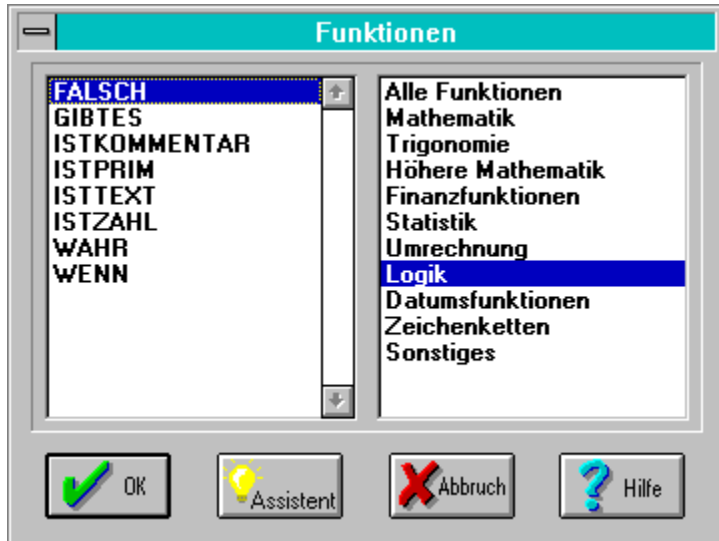 Funktionen
FALSCH
GIBTES
ISTKOMMENTAR
ISTPRIM
ISTTEXT
ISTZAHL
WAHR
WENN
Alle Funktionen
Mathematik
Trigonomie
Höhere Mathematik
Finanzfunktionen
Statistik
Umrechnung
Logik
Datumsfunktionen
Zeichenketten
Sonstiges
OK
Assistent
Abbruch
Hilfe